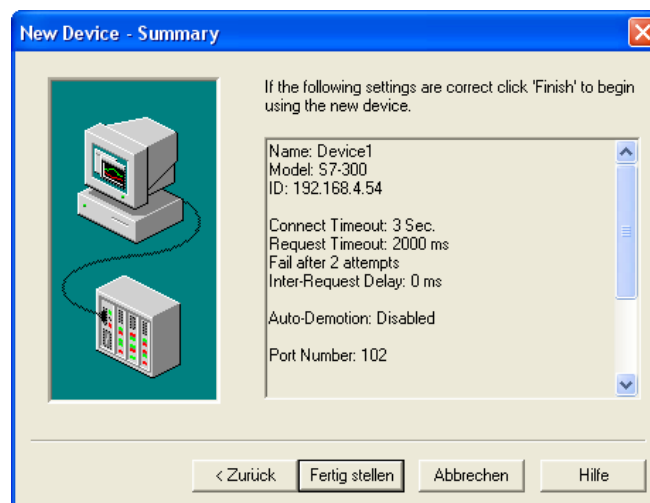 New Device - Summary
If the following settings are correct click 'Finish' to begin
using the new device.
Name: Device1
Model: S7-300
ID: 192.168.4.54
Connect Timeout: 3 Sec.
Request Timeout: 2000 ms
Fail after 2 attempts
Inter-Request Delay: 0 ms
Auto-Demotion: Disabled
Port Number: 102
< Zurück
Fertig stellen
Abbrechen
Hilfe